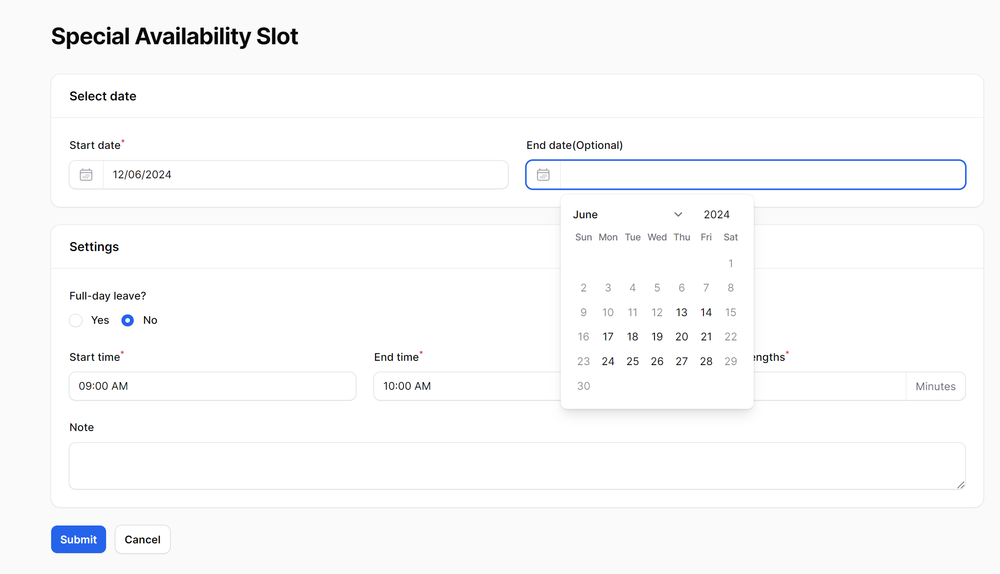 Special Availability Slot
Select date
Start date* End date(Optional)
12/06/2024
June 2024
Sun Mon Tue Wed Thu Fri Sat
1
2 3 4 5 6 7 8
9 10 11 12 13 14 15
16 17 18 19 20 21 22
23 24 25 26 27 28 29
30
Settings
Full-day leave?
Yes No
Start time* End time* engths*
09:00 AM 10:00 AM Minutes
Note
Submit Cancel